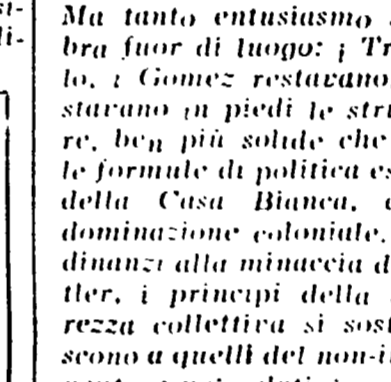 Ma tanto entusiasmo
bra fuor di luogo: i Tr
lo, i Gomez restavano
stavano in piedi le stri
re, ben più solide che
le formule di politica es
della Casa Bianca,
dominazione coloniale.
dinanzi alla minaccia d
tler, i principi della
rezza collettiva si sost
scono a quelli del non-i